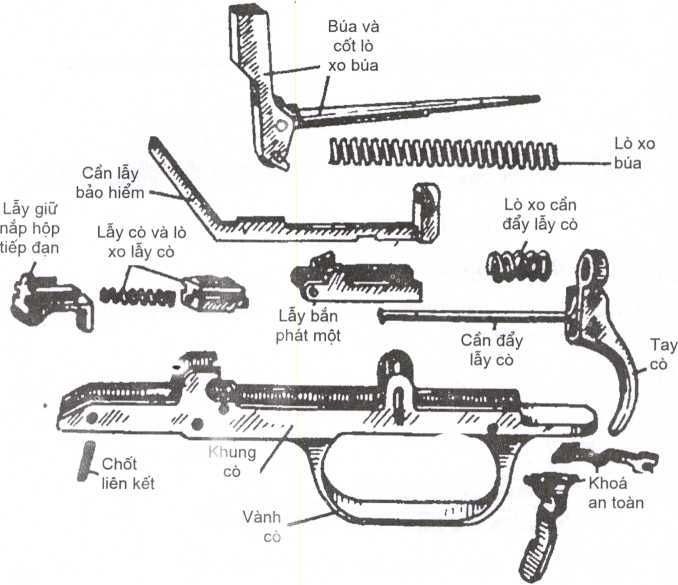 Búa và
cốt lò
xo búa
Lò xo
búa
Cần lẫy
bảo hiểm
Lẫy giữ
nắp hộp
tiếp đạn
Lẫy cò và lò
xo lẫy cò
Lò xo cần
đẩy lẫy cò
Lẫy bắn
phát một
Cần đẩy
lẫy cò
Tay
cò
Khung
cò
Chốt
liên kết
Khoá
an toàn
Vành
cò